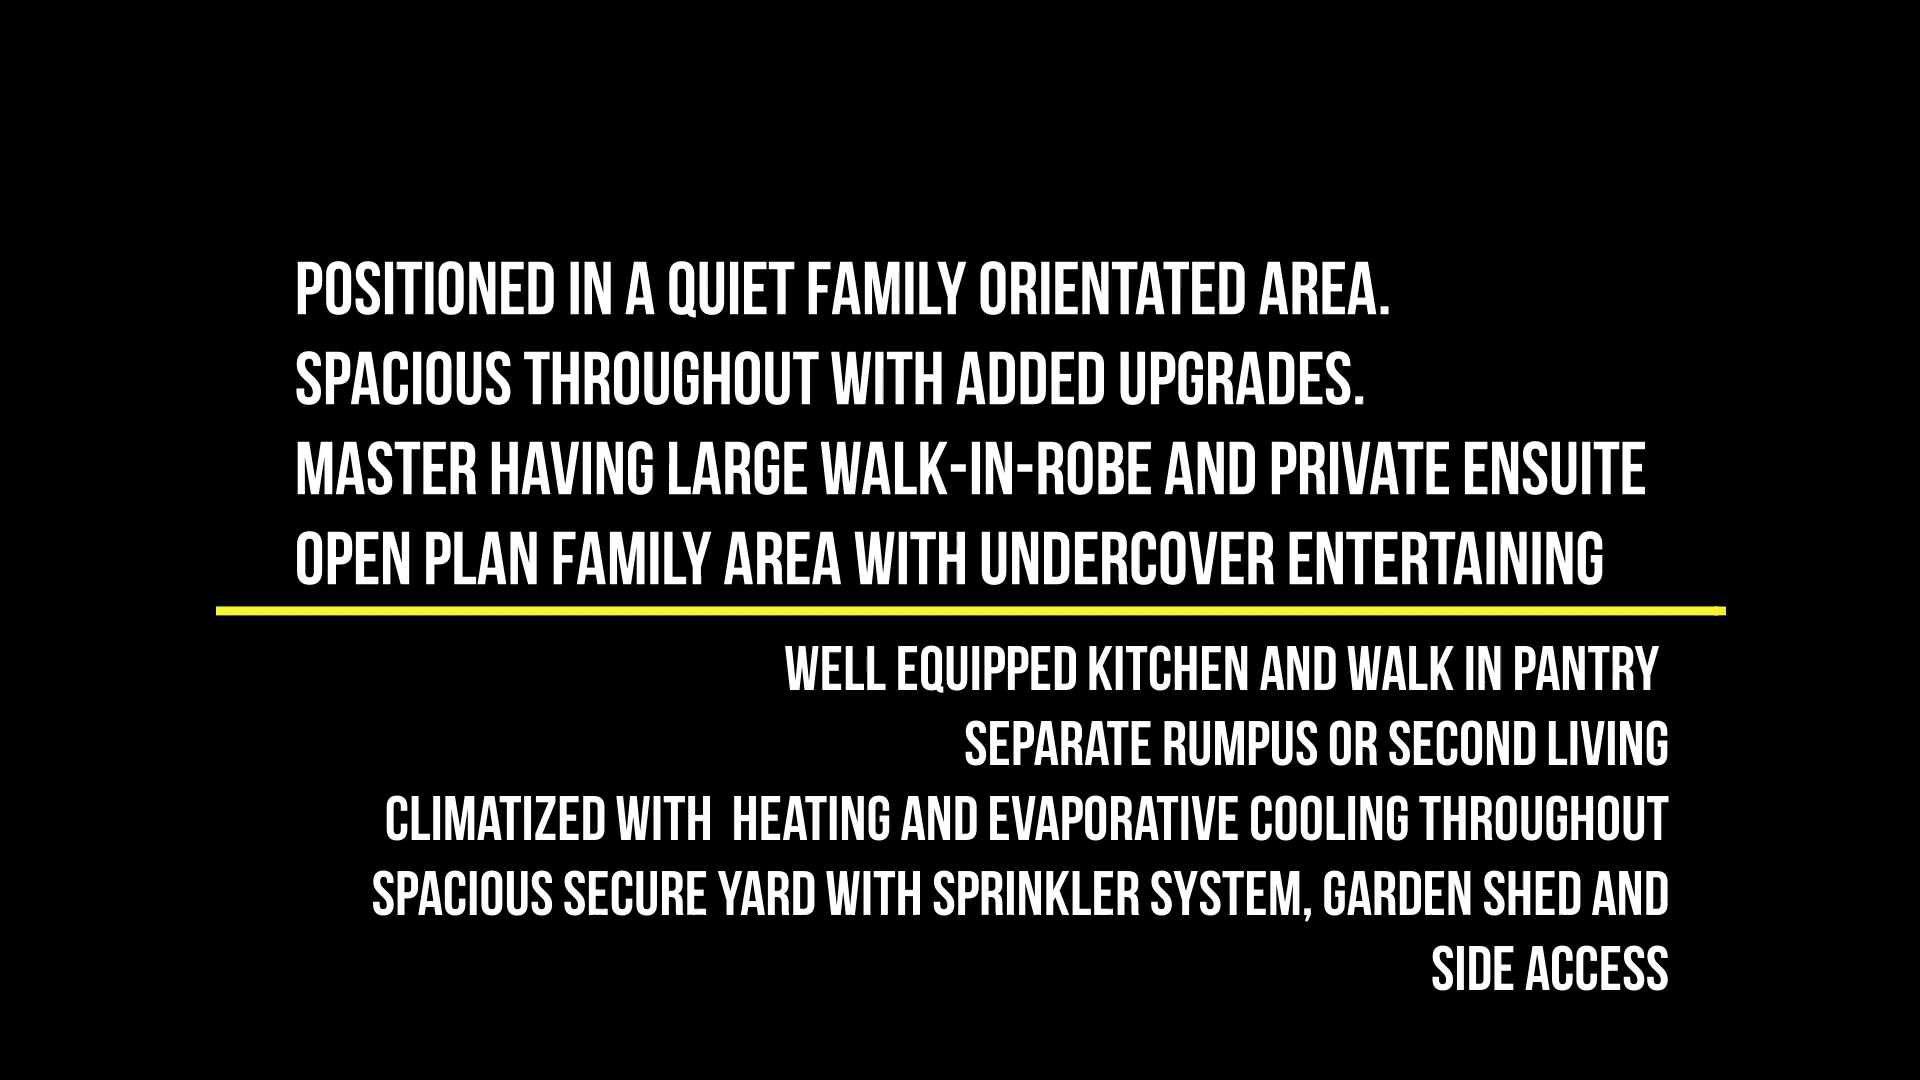 POSITIONED IN A QUIET FAMILY ORIENTATED AREA.
SPACIOUS THROUGHOUT WITH ADDED UPGRADES.
MASTER HAVING LARGE WALK-IN-ROBE AND PRIVATE ENSUITE
OPEN PLAN FAMILY AREA WITH UNDERCOVER ENTERTAINING
WELL EQUIPPED KITCHEN AND WALK IN PANTRY
SEPARATE RUMPUS OR SECOND LIVING
CLIMATIZED WITH  HEATING AND EVAPORATIVE COOLING THROUGHOUT
SPACIOUS SECURE YARD WITH SPRINKLER SYSTEM, GARDEN SHED AND
SIDE ACCESS